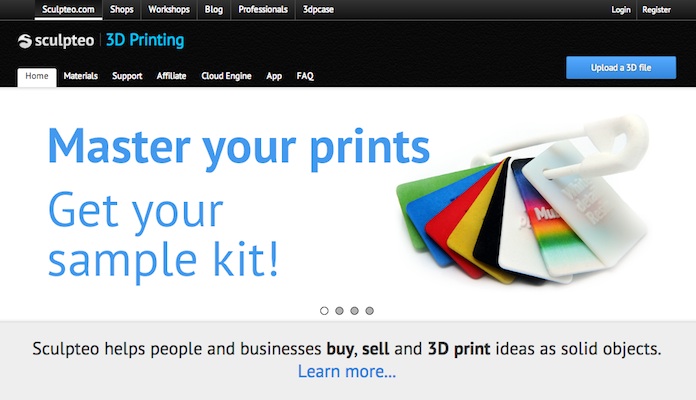 Sculpteo.com Shops Workshops Blog Professionals 3dpcase Login Register
sculpteo 3D Printing
Upload a 3D file
Home Materials Support Affiliate Cloud Engine App FAQ
Master your prints
Get your
sample kit!
Sculpteo helps people and businesses buy, sell and 3D print ideas as solid objects.
Learn more...